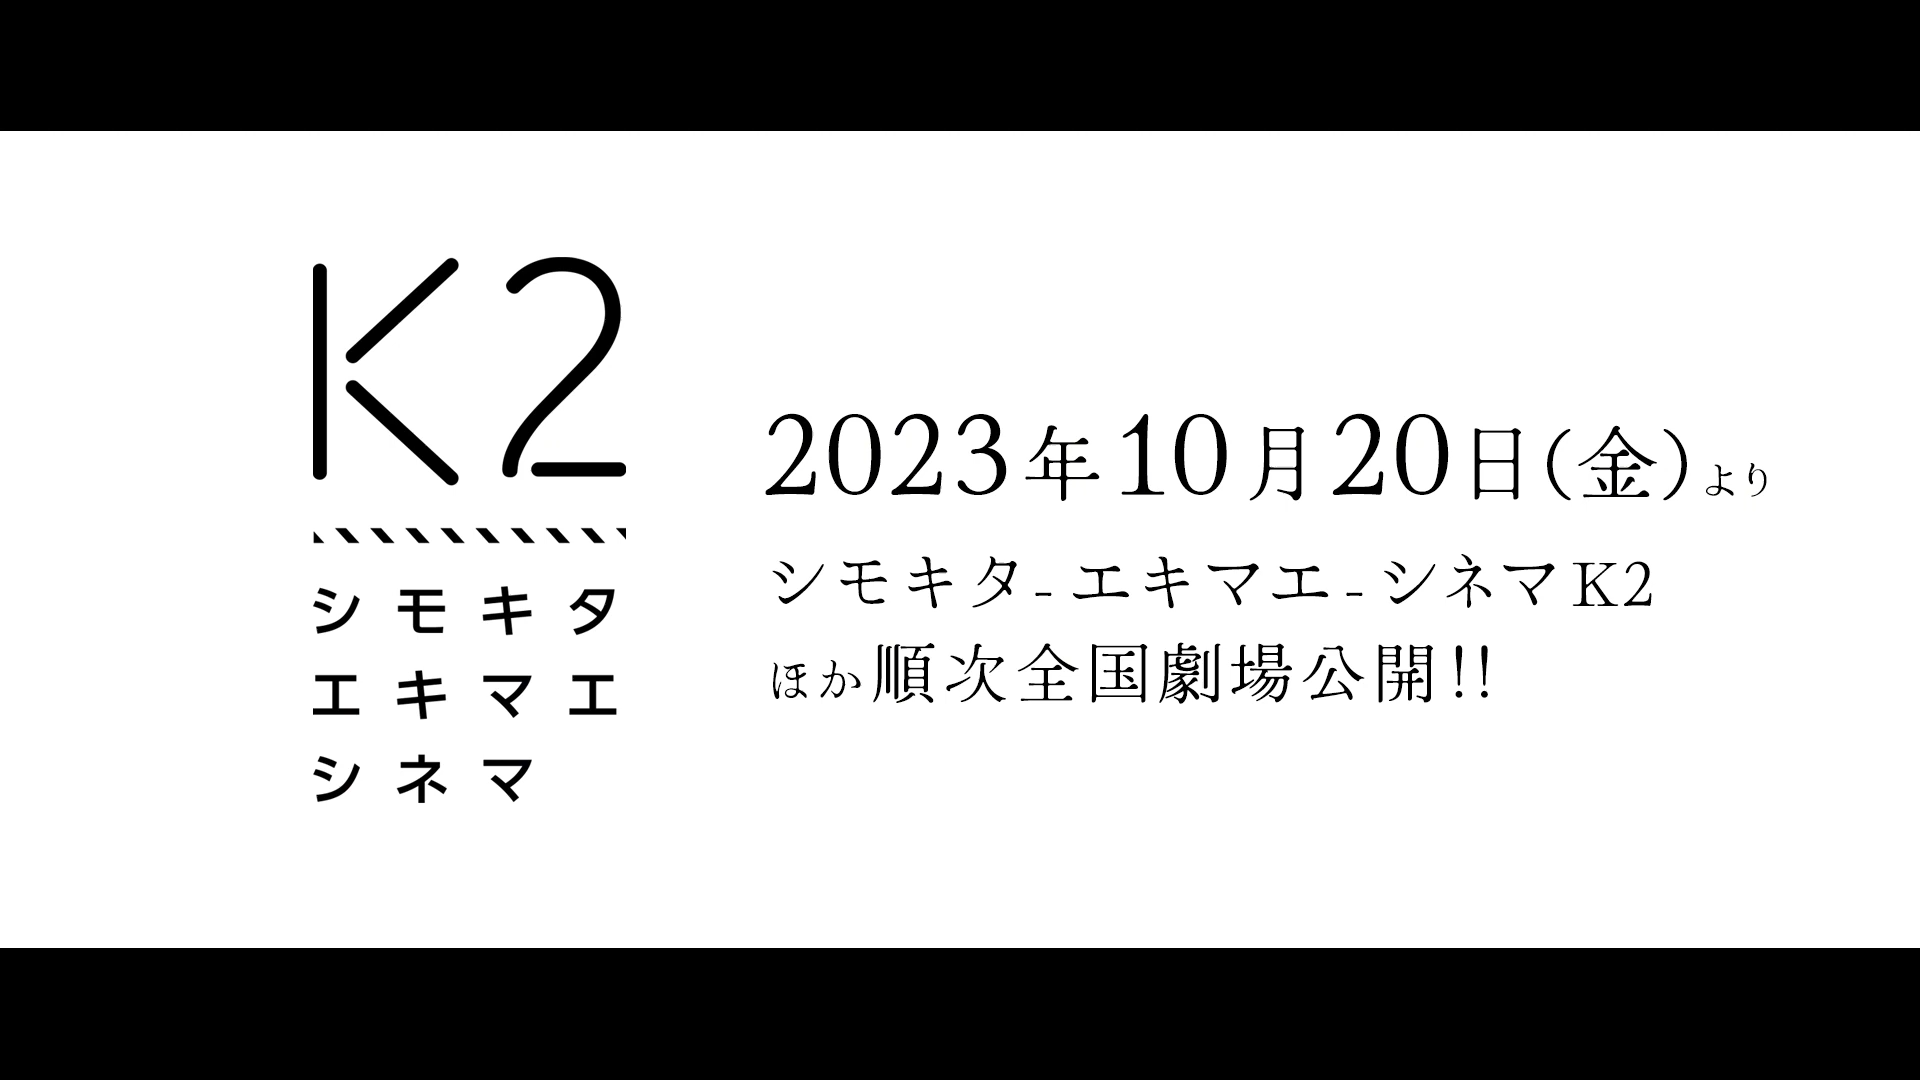 K2
シモキタ
エキマエ
シネマ
2023年10月20日(金)より
シモキタ-エキマエ-シネマK2
ほか順次全国劇場公開!!